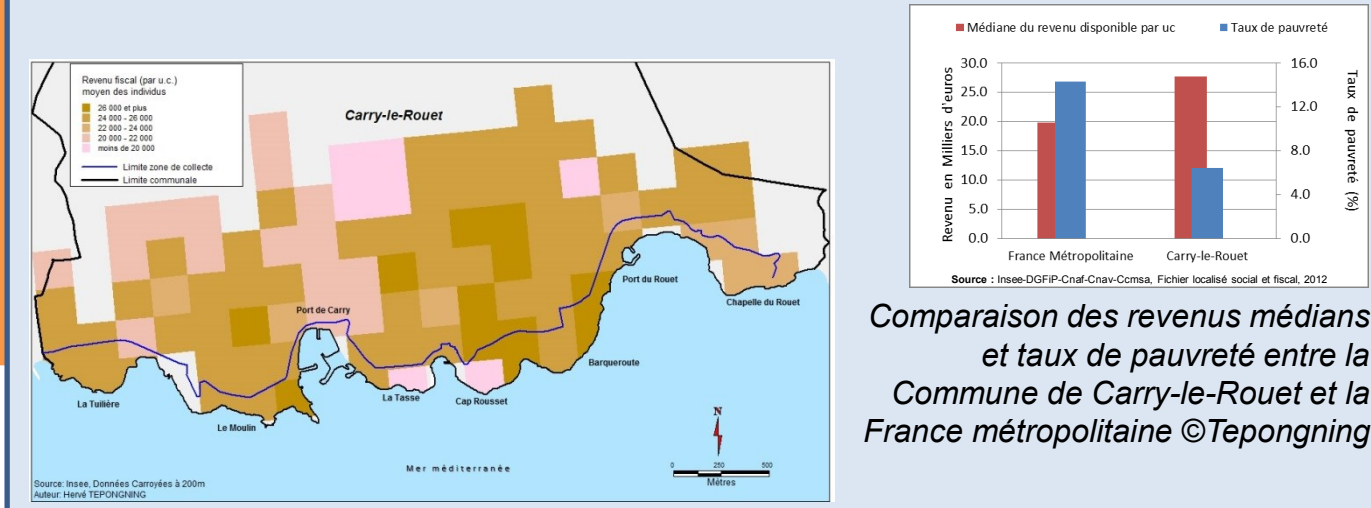 Revenu fiscal (par u.c.)
moyen des individus
26 000 et plus
24 000 - 26 000
22 000 - 24 000
20 000 - 22 000
moins de 20 000
Limite zone de collecte
Limite communale
Carry-le-Rouet
Port du Rouet
Chapelle du Rouet
Port de Carry
Barqueroute
La Tuilière
La Tasse
Cap Rousset
Le Moulin
N
Mer méditerranée
0 250 500
Mètres
Source: Insee, Données Carroyées à 200m
Auteur: Hervé TEPONGNING
Médiane du revenu disponible par uc
Taux de pauvreté
Revenu en Milliers d'euros
30.0
25.0
20.0
15.0
10.0
5.0
0.0
16.0
12.0
8.0
4.0
0.0
Taux de pauvreté (%)
France Métropolitaine
Carry-le-Rouet
Source : Insee-DGFiP-Cnaf-Cnav-Ccmsa, Fichier localisé social et fiscal, 2012
Comparaison des revenus médians
et taux de pauvreté entre la
Commune de Carry-le-Rouet et la
France métropolitaine ©Tepongning